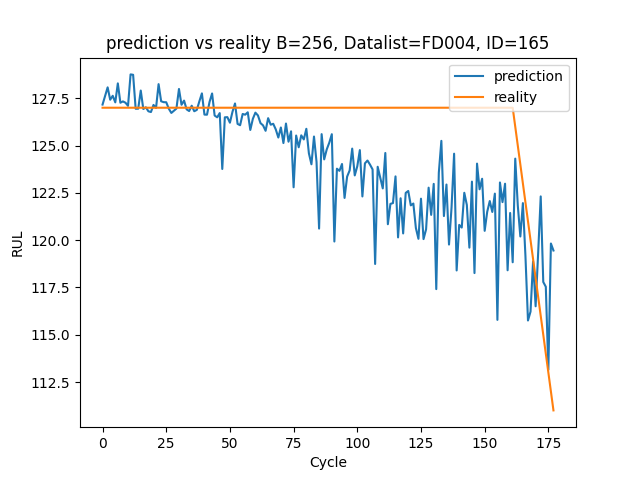 prediction vs reality B=256, Datalist=FD004, ID=165
prediction
reality
127.5
125.0
122.5
120.0
117.5
115.0
112.5
RUL
0 25 50 75 100 125 150 175
Cycle